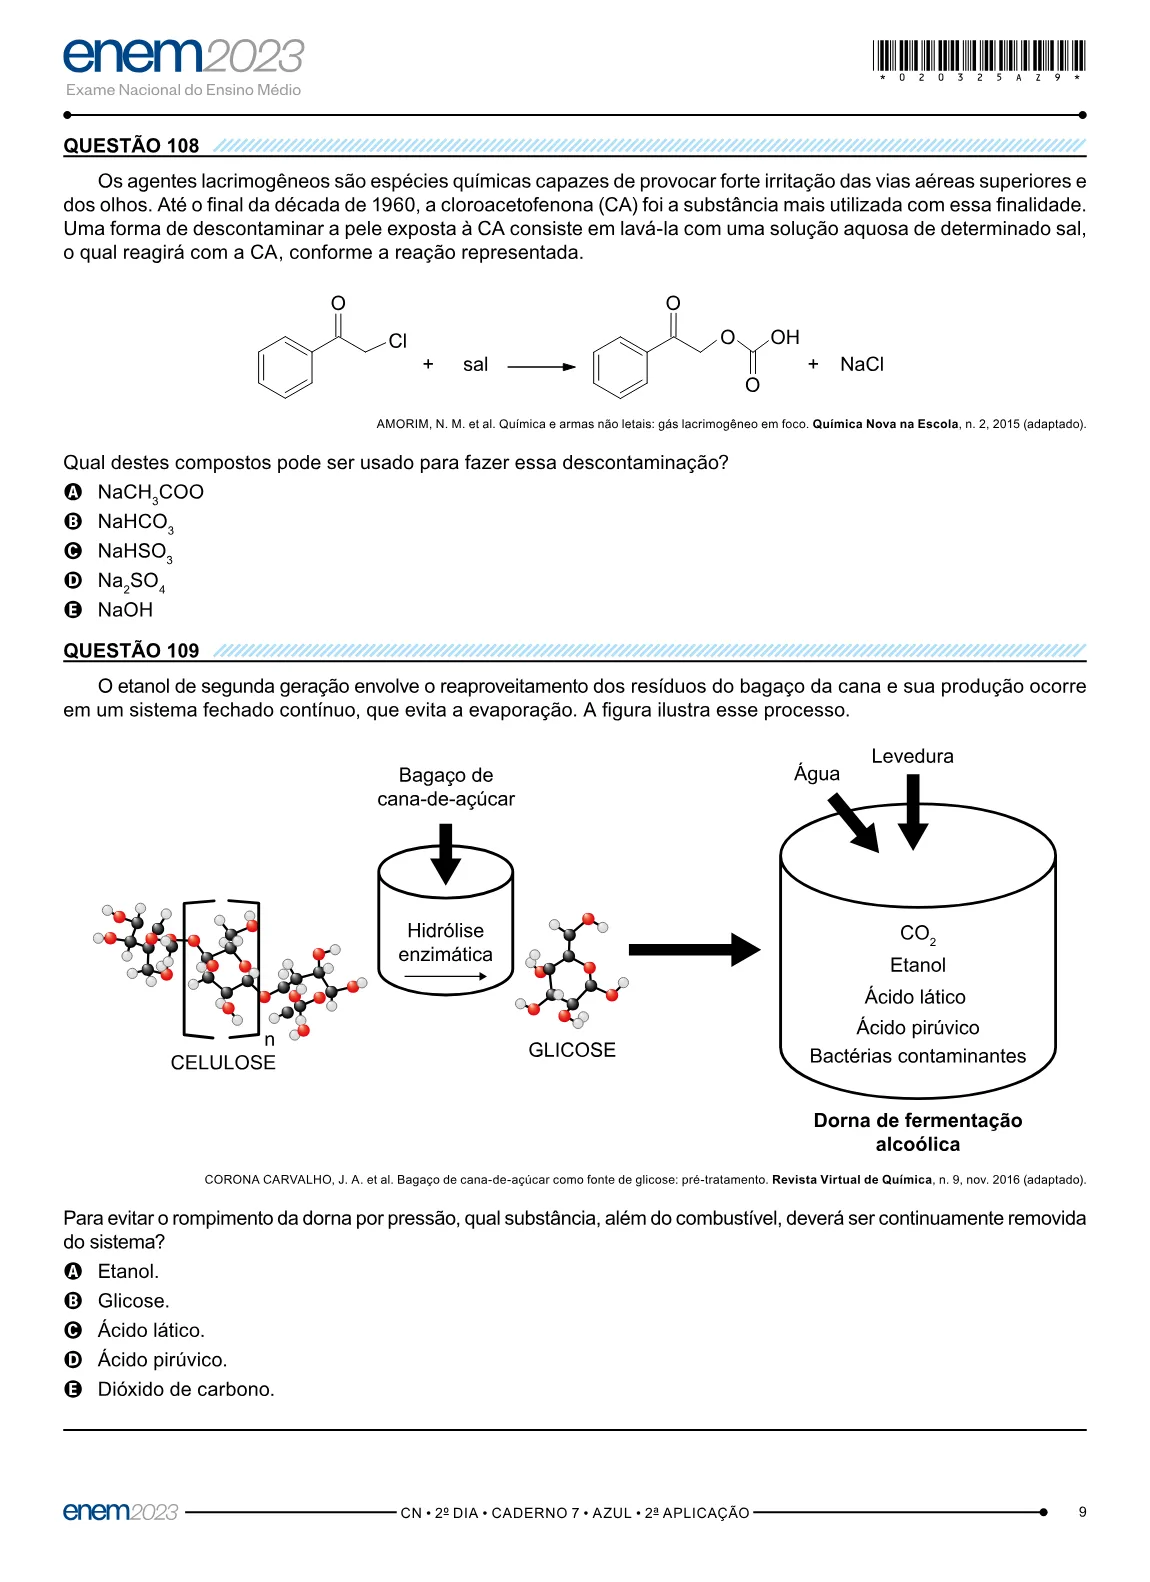 enem2023
Exame Nacional do Ensino Médio
*020325AZ9*
QUESTÃO 108
Os agentes lacrimogêneos são espécies químicas capazes de provocar forte irritação das vias aéreas superiores e
dos olhos. Até o final da década de 1960, a cloroacetofenona (CA) foi a substância mais utilizada com essa finalidade.
Uma forma de descontaminar a pele exposta à CA consiste em lavá-la com uma solução aquosa de determinado sal,
o qual reagirá com a CA, conforme a reação representada.
O O
Cl O OH
+ sal + NaCl
O
AMORIM, N. M. et al. Química e armas não letais: gás lacrimogêneo em foco. Química Nova na Escola, n. 2, 2015 (adaptado).
Qual destes compostos pode ser usado para fazer essa descontaminação?
A NaCH₃COO
B NaHCO₃
C NaHSO₃
D Na₂SO₄
E NaOH
QUESTÃO 109
O etanol de segunda geração envolve o reaproveitamento dos resíduos do bagaço da cana e sua produção ocorre
em um sistema fechado contínuo, que evita a evaporação. A figura ilustra esse processo.
Levedura
Água
Bagaço de
cana-de-açúcar
Hidrólise
enzimática
n
CELULOSE
GLICOSE
CO₂
Etanol
Ácido lático
Ácido pirúvico
Bactérias contaminantes
Dorna de fermentação
alcoólica
CORONA CARVALHO, J. A. et al. Bagaço de cana-de-açúcar como fonte de glicose: pré-tratamento. Revista Virtual de Química, n. 9, nov. 2016 (adaptado).
Para evitar o rompimento da dorna por pressão, qual substância, além do combustível, deverá ser continuamente removida
do sistema?
A Etanol.
B Glicose.
C Ácido lático.
D Ácido pirúvico.
E Dióxido de carbono.
enem2023 CN • 2º DIA • CADERNO 7 • AZUL • 2ª APLICAÇÃO 9